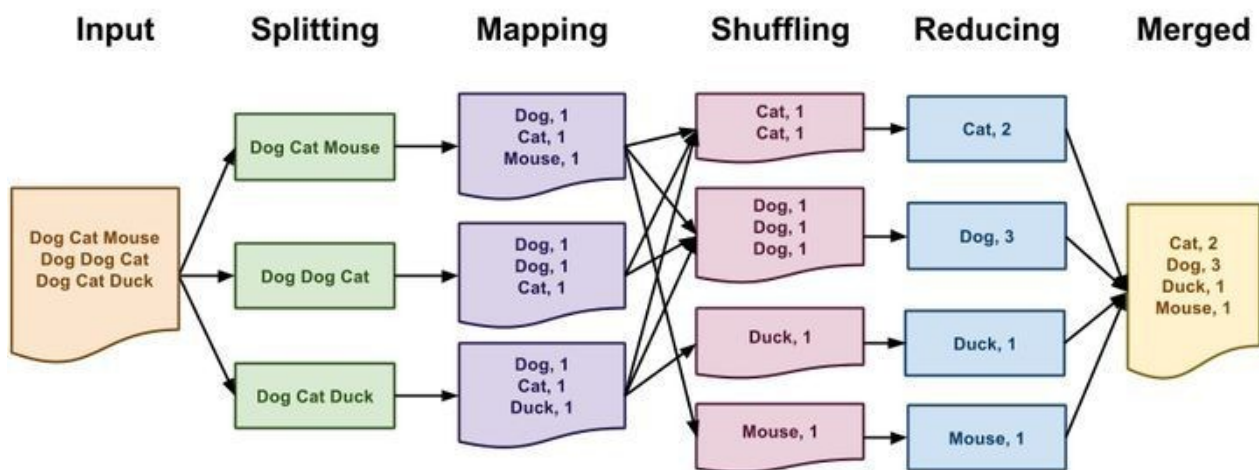 Input
Splitting
Mapping
Shuffling
Reducing
Merged
Dog Cat Mouse
Dog Dog Cat
Dog Cat Duck
Dog Cat Mouse
Dog Dog Cat
Dog Cat Duck
Dog, 1
Cat, 1
Mouse, 1
Dog, 1
Dog, 1
Cat, 1
Dog, 1
Cat, 1
Duck, 1
Cat, 1
Cat, 1
Dog, 1
Dog, 1
Dog, 1
Duck, 1
Mouse, 1
Cat, 2
Dog, 3
Duck, 1
Mouse, 1
Cat, 2
Dog, 3
Duck, 1
Mouse, 1